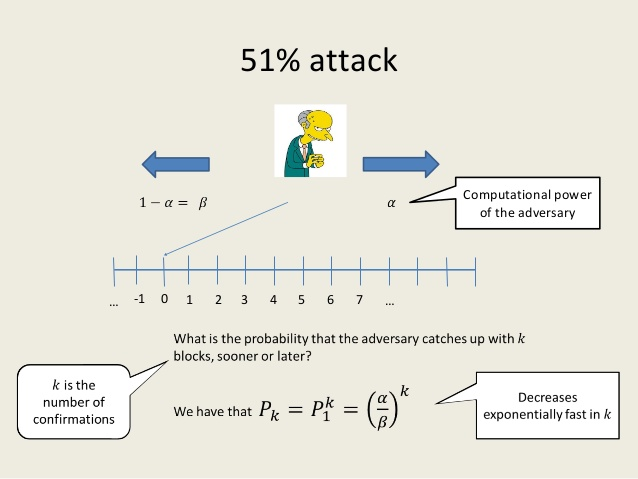 51% attack
1 − 𝛼 = 𝛽
𝛼
Computational power
of the adversary
… -1 0 1 2 3 4 5 6 7 …
What is the probability that the adversary catches up with 𝑘
blocks, sooner or later?
𝑘 is the
number of
confirmations
We have that 𝑃ₖ = 𝑃₁ᵏ = (𝛼/𝛽)ᵏ
Decreases
exponentially fast in 𝑘